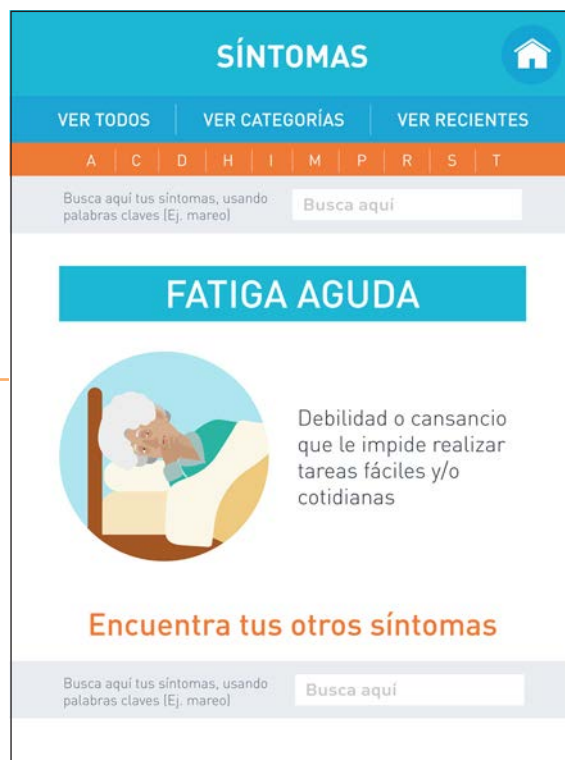 SÍNTOMAS
VER TODOS VER CATEGORÍAS VER RECIENTES
A C D H I M P R S T
Busca aquí tus síntomas, usando
palabras claves (Ej. mareo)
Busca aquí
FATIGA AGUDA
Debilidad o cansancio
que le impide realizar
tareas fáciles y/o
cotidianas
Encuentra tus otros síntomas
Busca aquí tus síntomas, usando
palabras claves (Ej. mareo)
Busca aquí